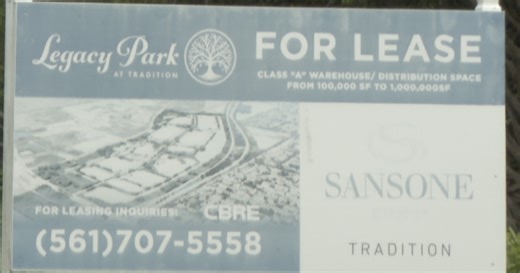 Legacy Park
AT TRADITION
FOR LEASE
CLASS "A" WAREHOUSE/ DISTRIBUTION SPACE
FROM 100,000 SF TO 1,000,000SF
FOR LEASING INQUIRIES: CBRE
(561)707-5558
SANSONE
TRADITION